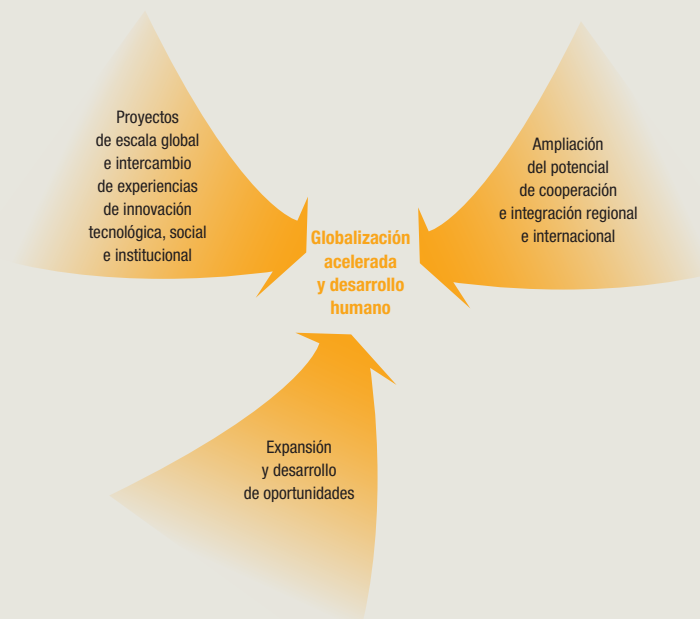 Proyectos
de escala global
e intercambio
de experiencias
de innovación
tecnológica, social
e institucional
Ampliación
del potencial
de cooperación
e integración regional
e internacional
Globalización
acelerada
y desarrollo
humano
Expansión
y desarrollo
de oportunidades